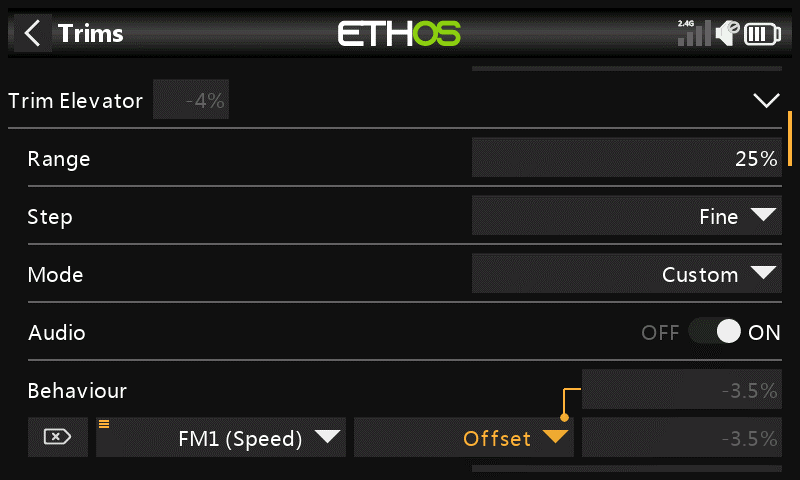 Trims ETHOS 2.4G
Trim Elevator -4%
Range 25%
Step Fine
Mode Custom
Audio OFF ON
Behaviour -3.5%
FM1 (Speed) Offset -3.5%